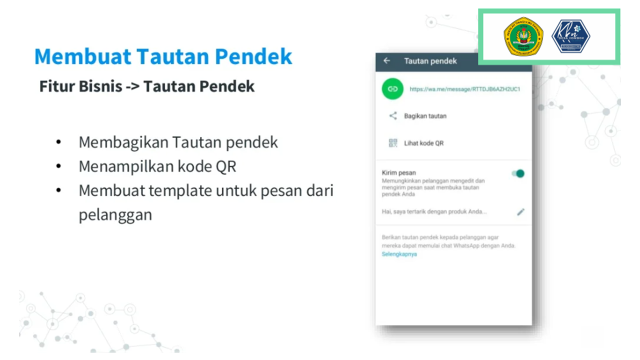 Membuat Tautan Pendek
Fitur Bisnis -> Tautan Pendek
• Membagikan Tautan pendek
• Menampilkan kode QR
• Membuat template untuk pesan dari
pelanggan
Tautan pendek
https://wa.me/message/RTTDJB6AZH2UC1
Bagikan tautan
Lihat kode QR
Kirim pesan
Memungkinkan pelanggan mengedit dan
mengirim pesan saat membuka tautan
pendek Anda
Hai, saya terterik dengan produk Anda...
Berikan tautan pendek kepada pelanggan agar
mereka dapat memulai chat WhatsApp dengan Anda.
Selengkapnya